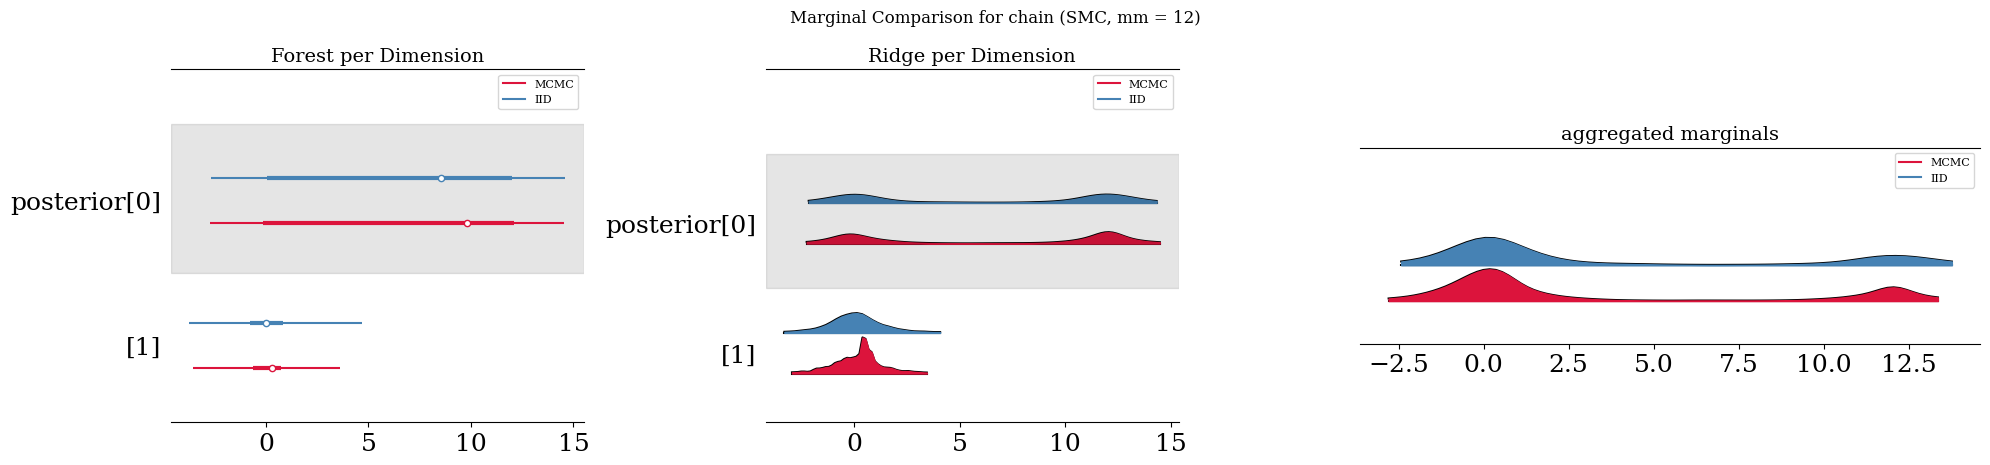 Marginal Comparison for chain (SMC, mm = 12)
Forest per Dimension
MCMC
IID
posterior[0]
[1]
0 5 10 15
Ridge per Dimension
MCMC
IID
posterior[0]
[1]
0 5 10 15
aggregated marginals
MCMC
IID
−2.5 0.0 2.5 5.0 7.5 10.0 12.5